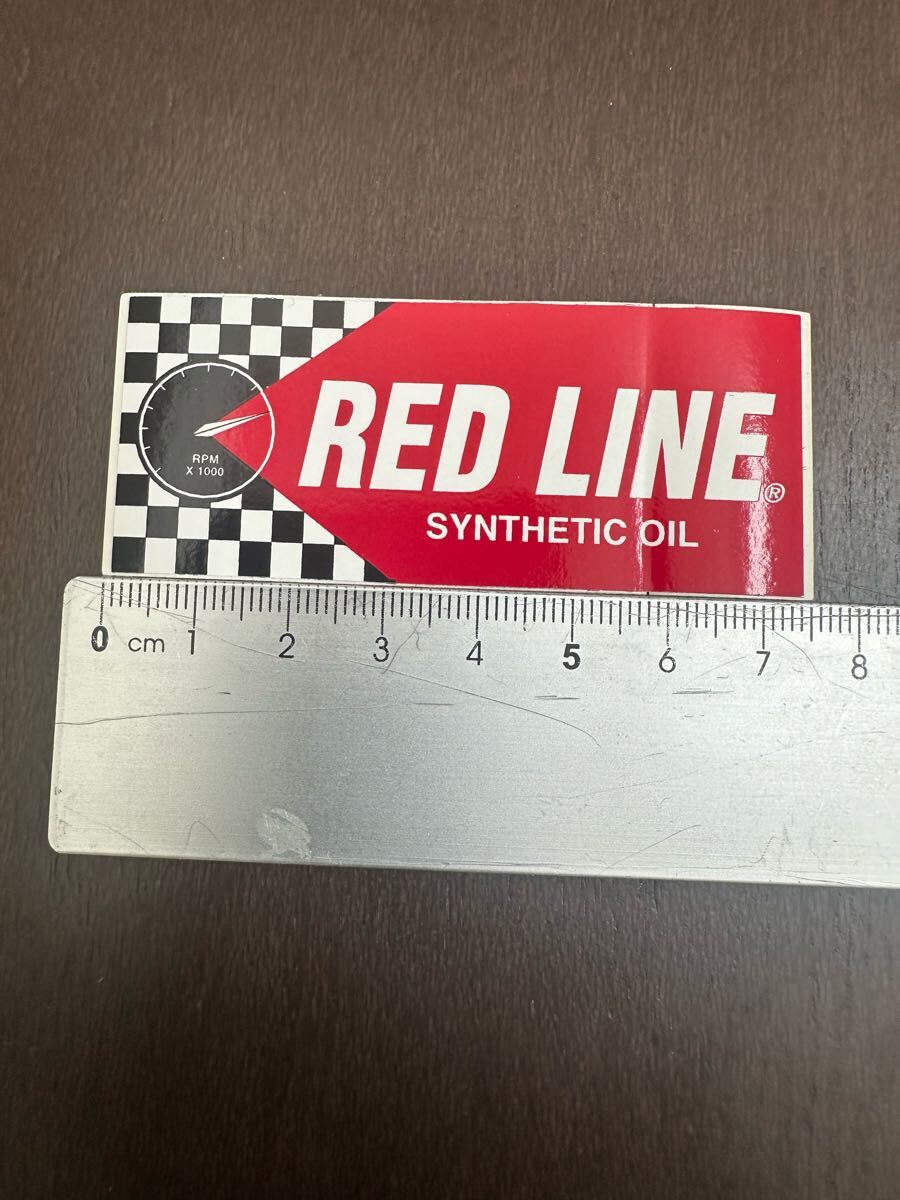 RPM
X 1000
RED LINE®
SYNTHETIC OIL
0 cm 1 2 3 4 5 6 7 8